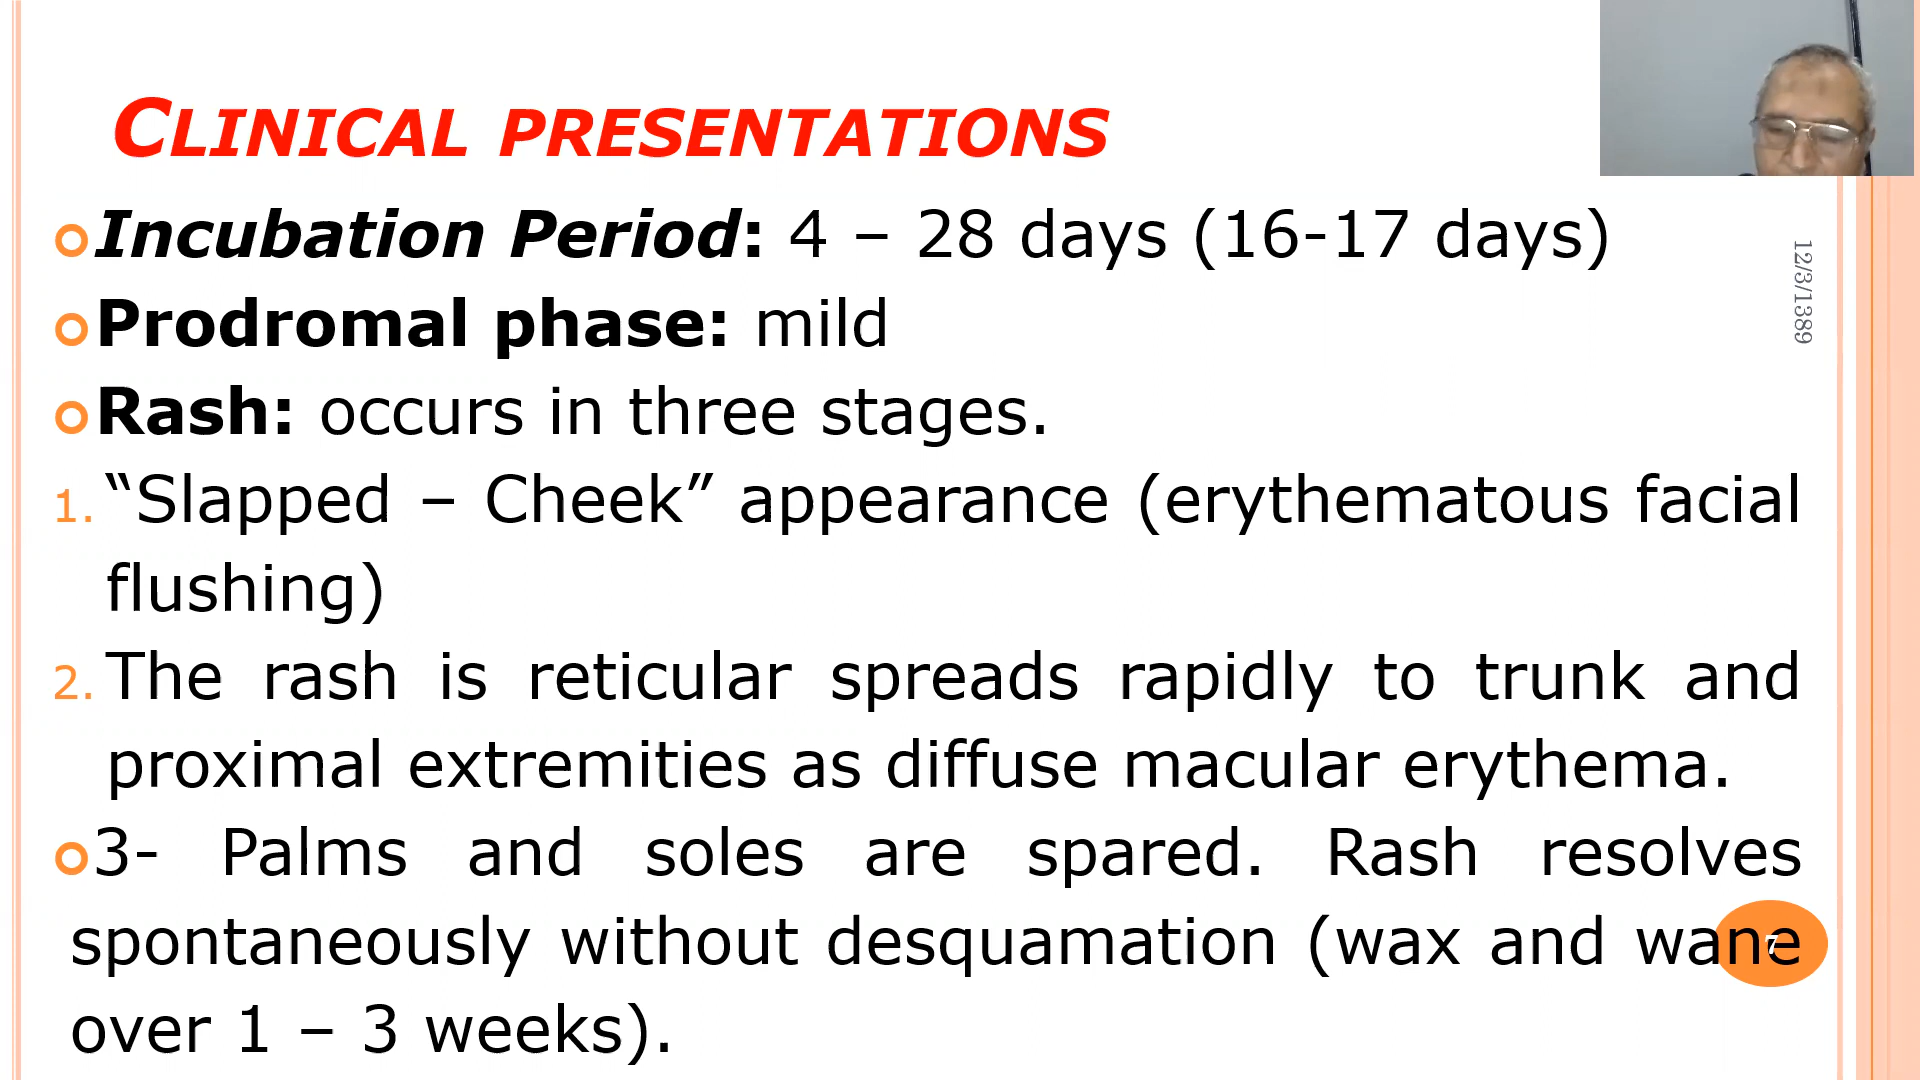 CLINICAL PRESENTATIONS
Incubation Period: 4 – 28 days (16-17 days)
Prodromal phase: mild
Rash: occurs in three stages.
1. “Slapped – Cheek” appearance (erythematous facial
flushing)
2. The rash is reticular spreads rapidly to trunk and
proximal extremities as diffuse macular erythema.
3- Palms and soles are spared. Rash resolves
spontaneously without desquamation (wax and wane
over 1 – 3 weeks).
12/3/1389
7